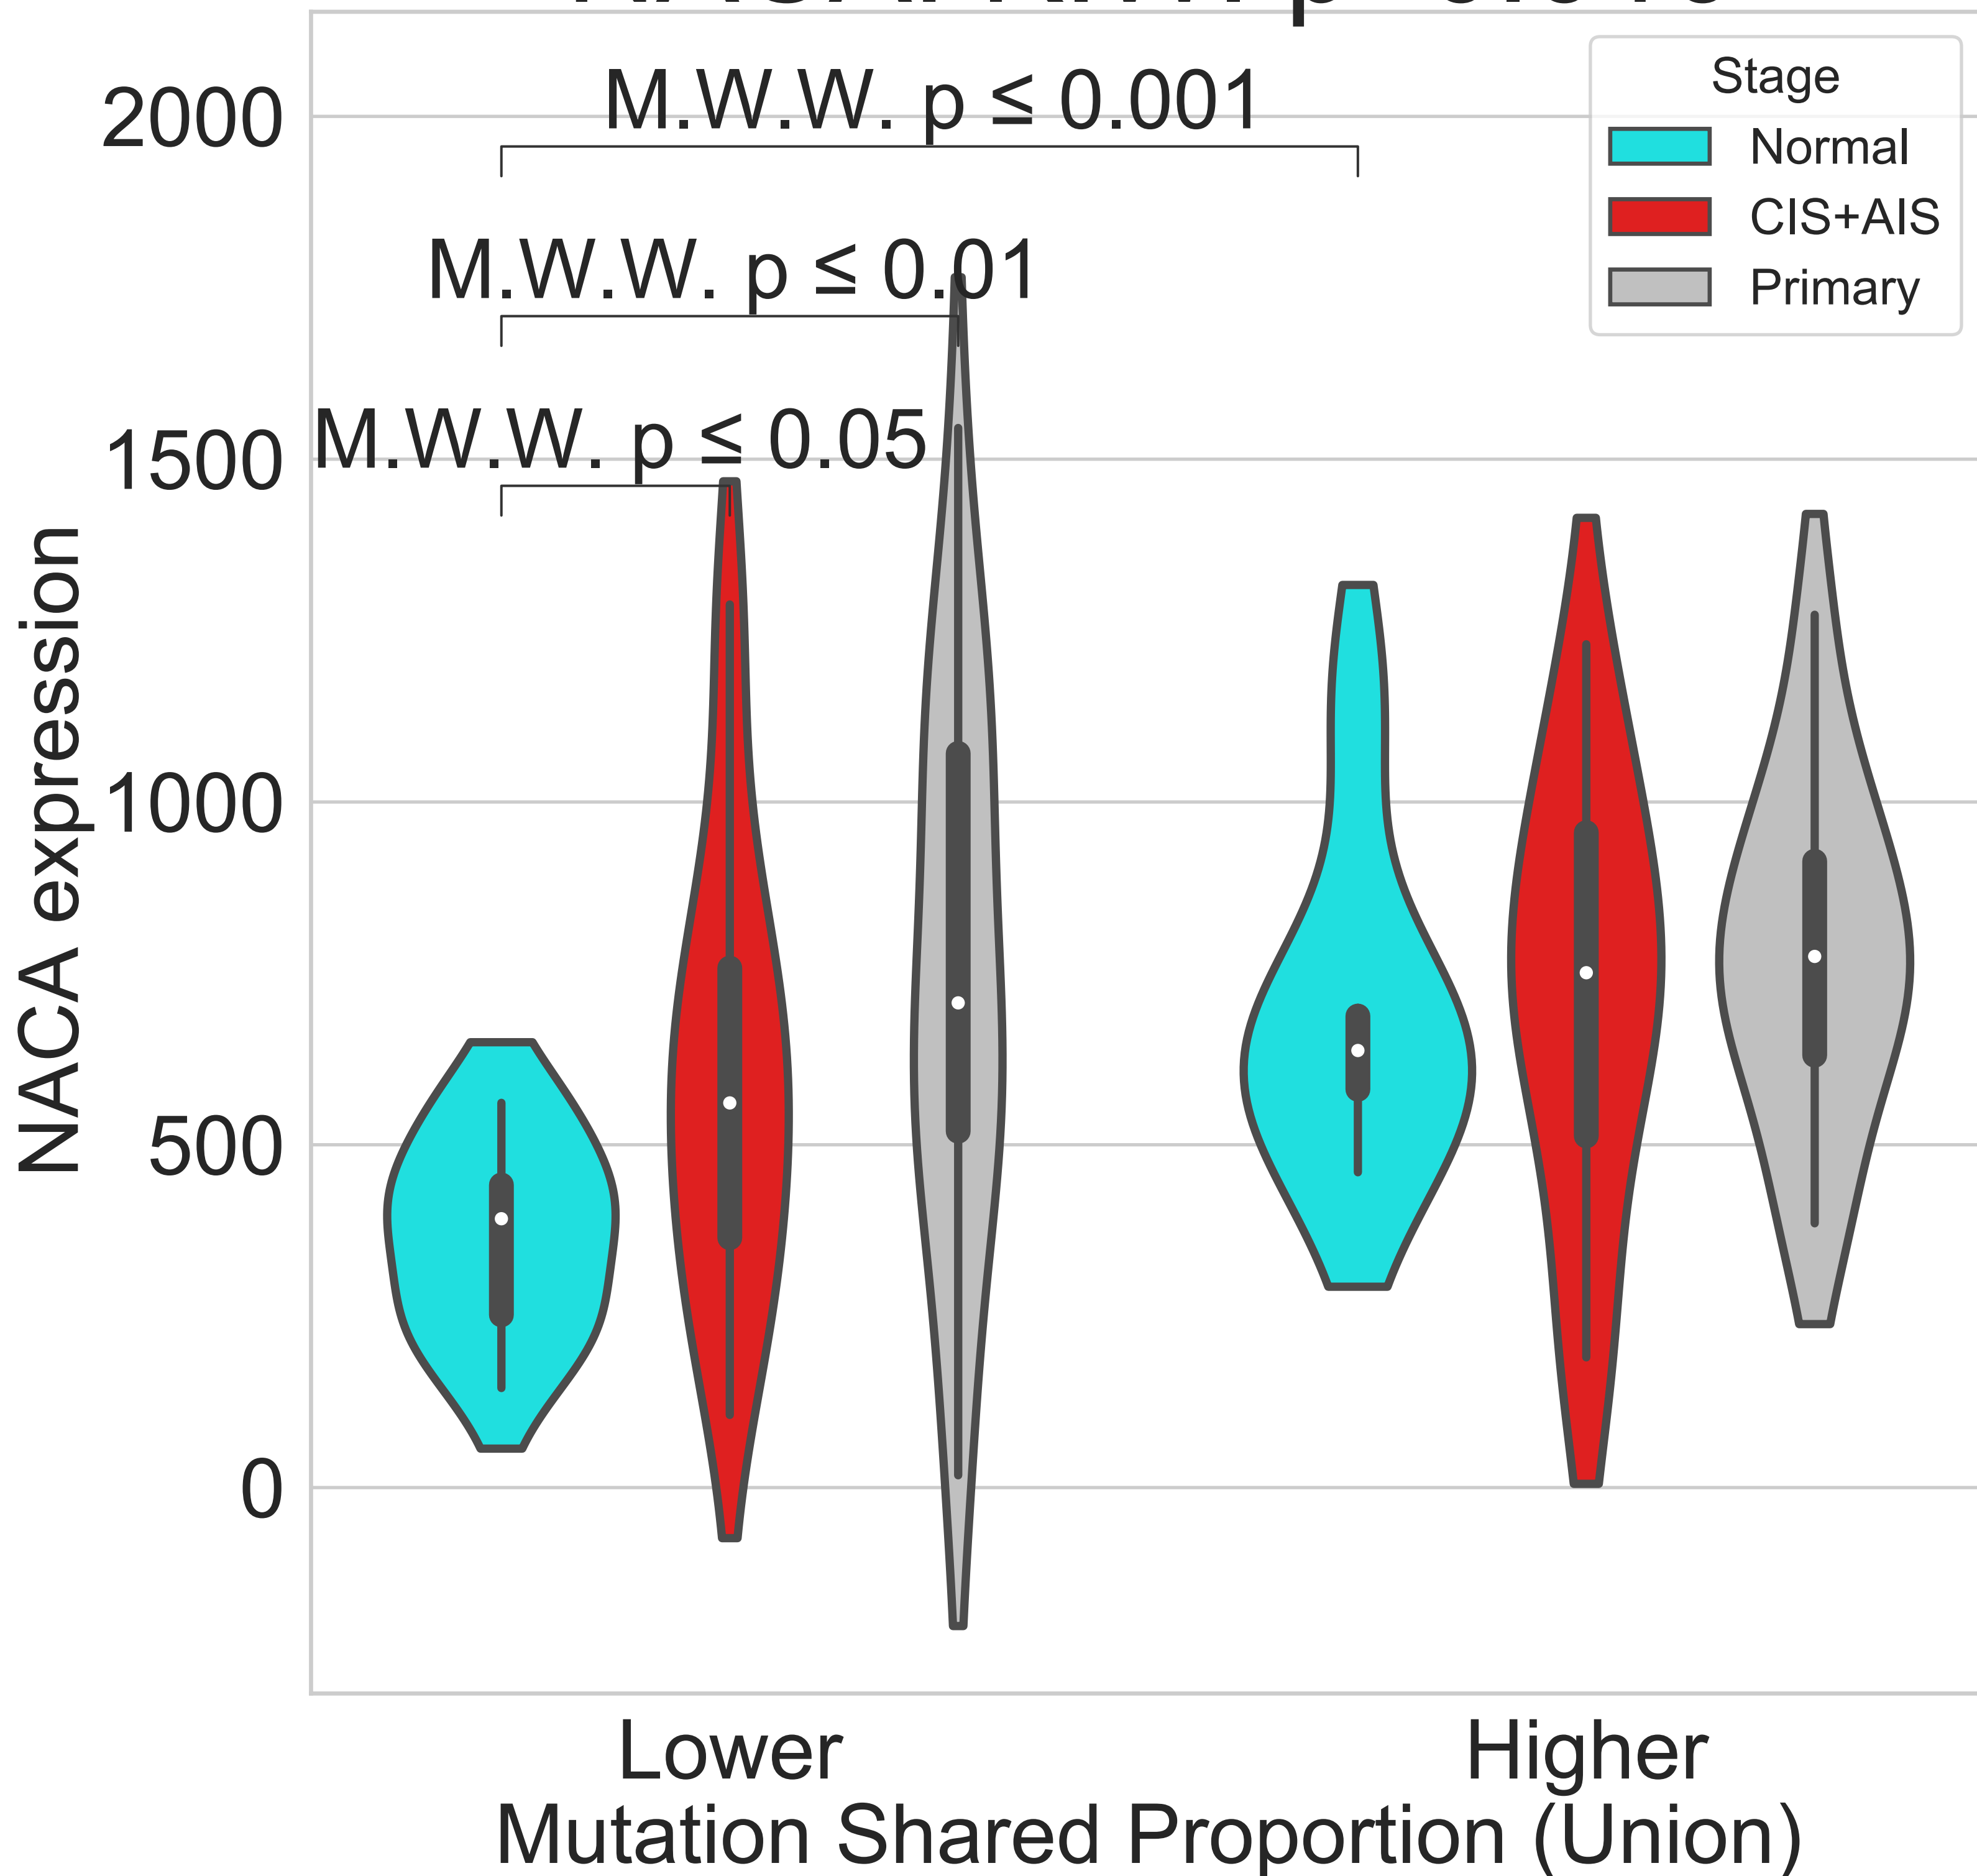 M.W.W. p ≤ 0.001
M.W.W. p ≤ 0.01
M.W.W. p ≤ 0.05
Stage
Normal
CIS+AIS
Primary
NACA expression
2000
1500
1000
500
0
Lower
Higher
Mutation Shared Proportion (Union)